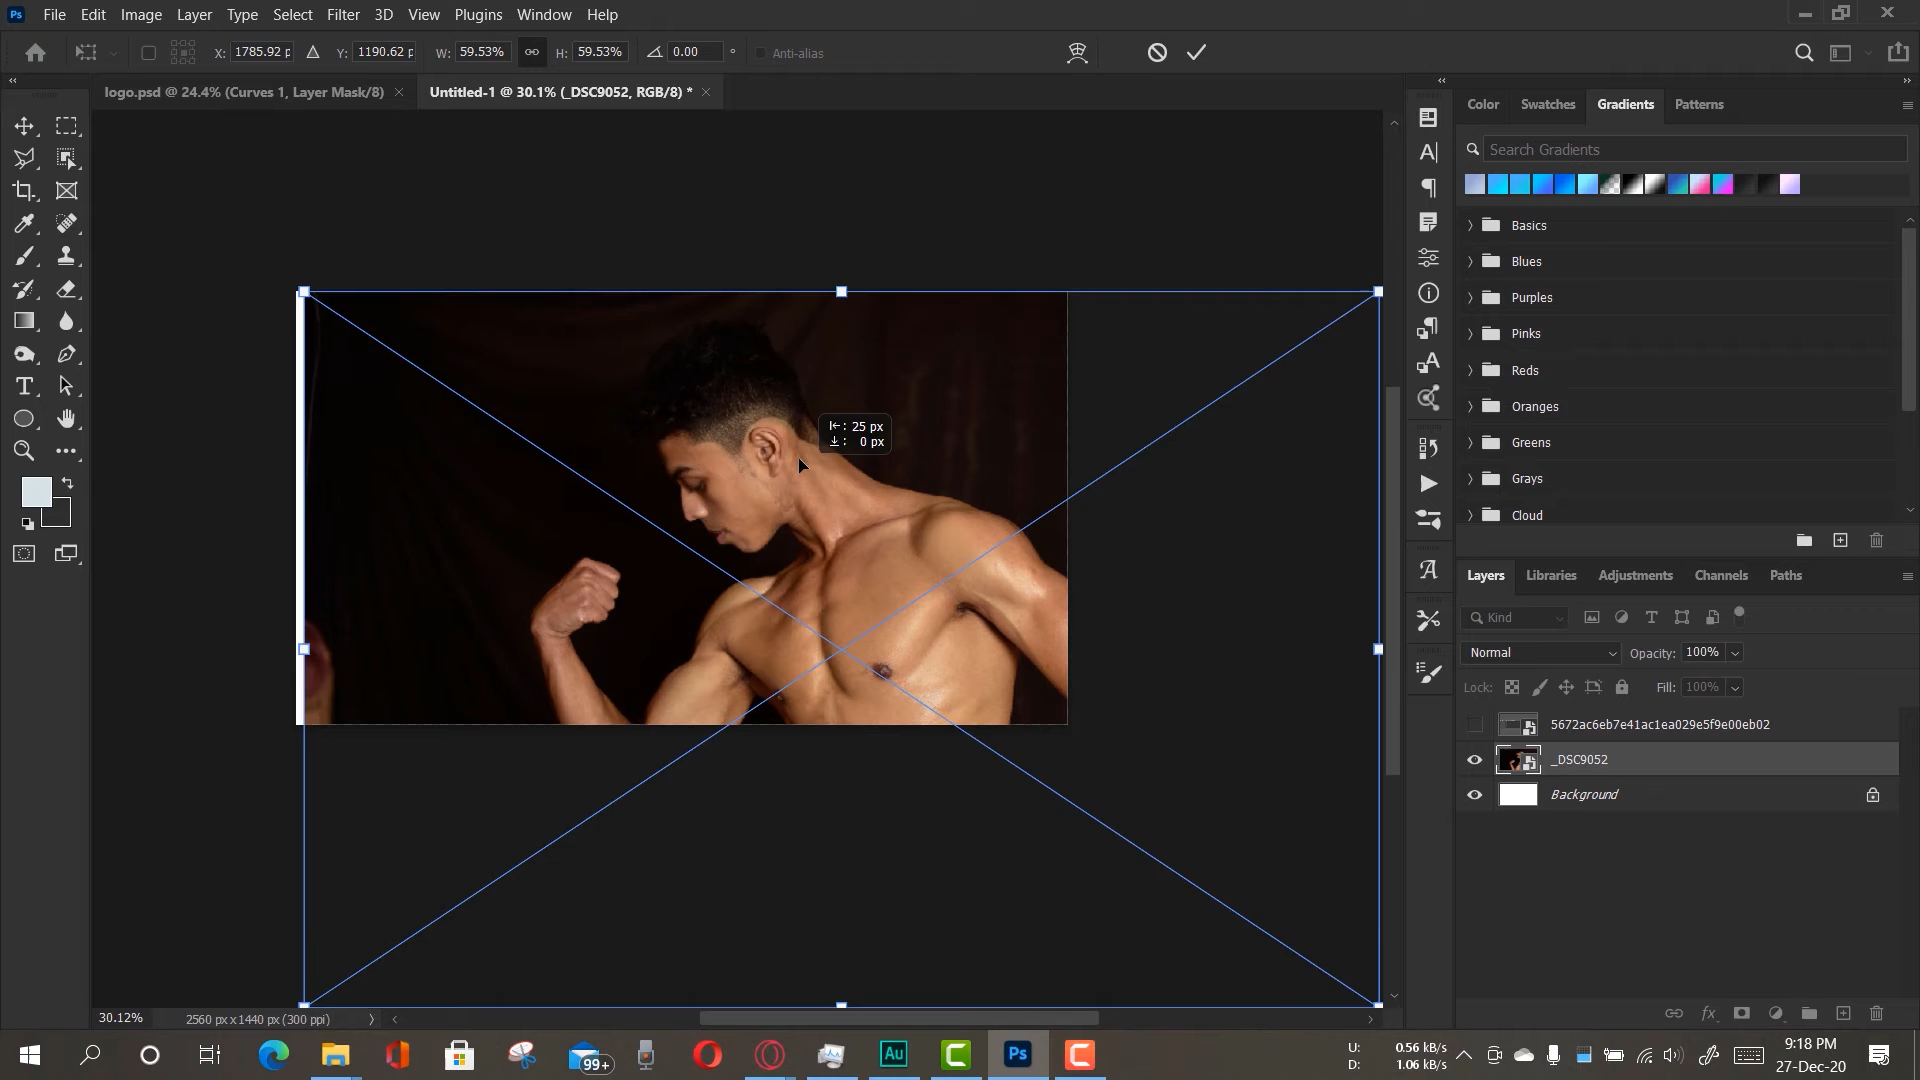 Ps File Edit Image Layer Type Select Filter 3D View Plugins Window Help
X: 1785.92 p Y: 1190.62 p W: 59.53% H: 59.53% 0.00 ° Anti-alias
logo.psd @ 24.4% (Curves 1, Layer Mask/8) × Untitled-1 @ 30.1% (_DSC9052, RGB/8) * ×
Color Swatches Gradients Patterns
Search Gradients
Basics
Blues
Purples
Pinks
Reds
Oranges
Greens
Grays
Cloud
25 px
0 px
Layers Libraries Adjustments Channels Paths
Kind
Normal Opacity: 100%
Lock: Fill: 100%
5672ac6eb7e41ac1ea029e5f9e00eb02
_DSC9052
Background
30.12% 2560 px x 1440 px (300 ppi)
99+
Au
Ps
U: 0.56 kB/s
D: 1.06 kB/s
9:18 PM
27-Dec-20